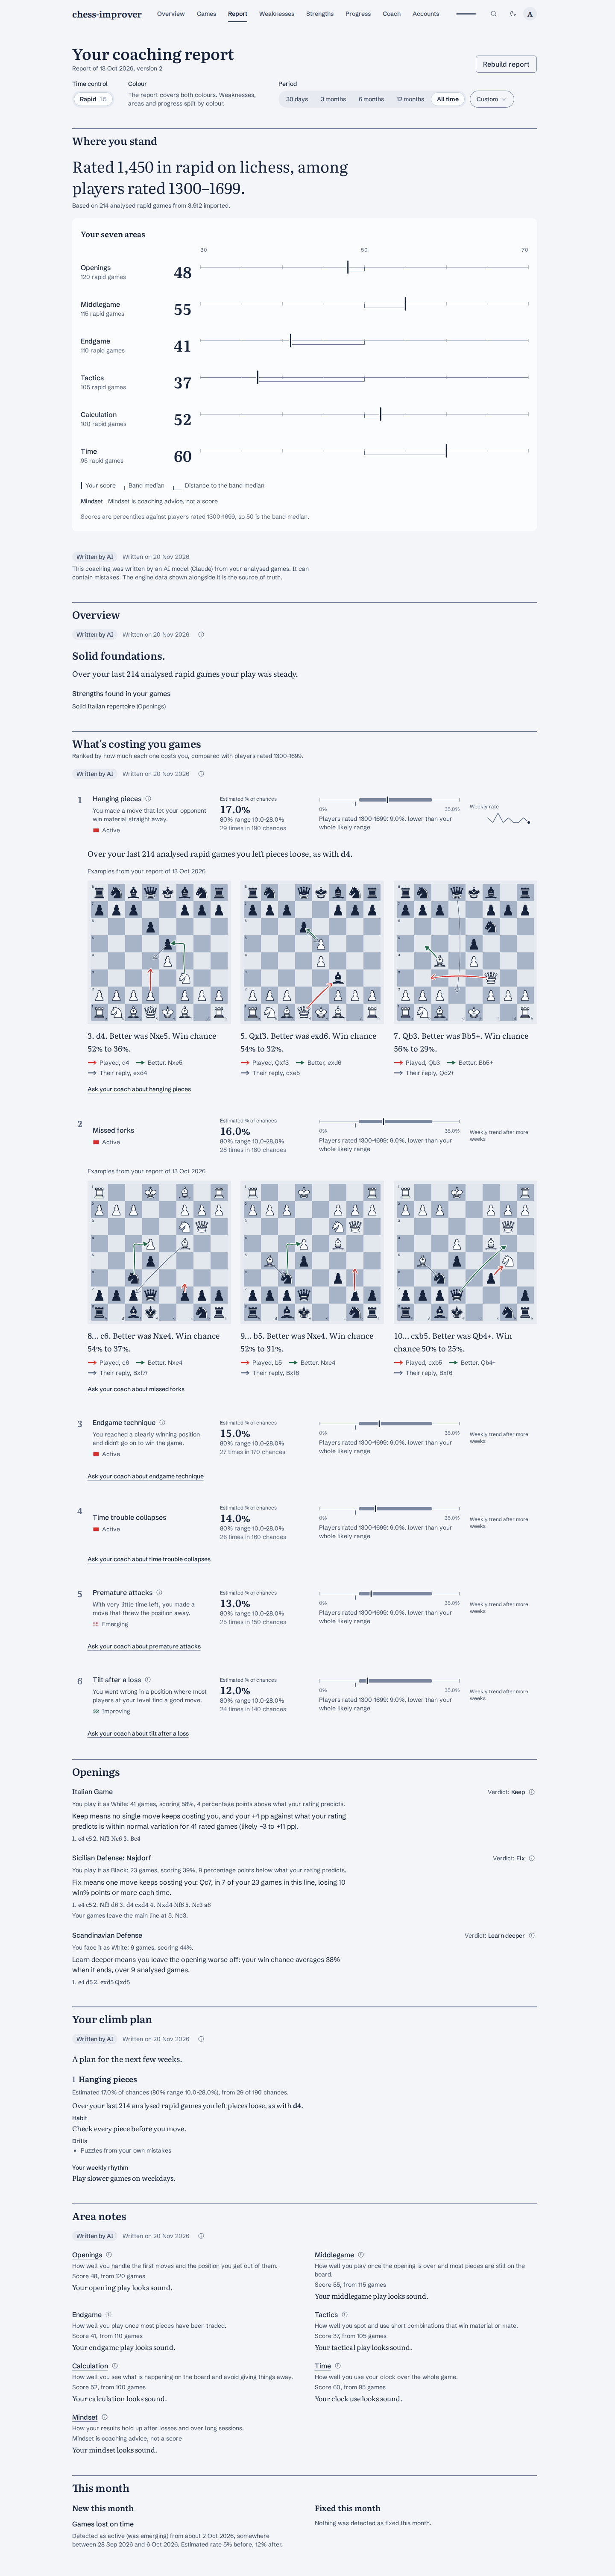 chess-improver Overview Games Report Weaknesses Strengths Progress Coach Accounts A
Your coaching report
Report of 13 Oct 2026, version 2
Rebuild report
Time control
Rapid 15
Colour
The report covers both colours. Weaknesses,
areas and progress split by colour.
Period
30 days 3 months 6 months 12 months All time Custom
Where you stand
Rated 1,450 in rapid on lichess, among
players rated 1300–1699.
Based on 214 analysed rapid games from 3,912 imported.
Your seven areas
30 50 70
Openings
120 rapid games
48
Middlegame
115 rapid games
55
Endgame
110 rapid games
41
Tactics
105 rapid games
37
Calculation
100 rapid games
52
Time
95 rapid games
60
Your score Band median Distance to the band median
Mindset Mindset is coaching advice, not a score
Scores are percentiles against players rated 1300-1699, so 50 is the band median.
Written by AI Written on 20 Nov 2026
This coaching was written by an AI model (Claude) from your analysed games. It can
contain mistakes. The engine data shown alongside it is the source of truth.
Overview
Written by AI Written on 20 Nov 2026
Solid foundations.
Over your last 214 analysed rapid games your play was steady.
Strengths found in your games
Solid Italian repertoire (Openings)
What's costing you games
Ranked by how much each one costs you, compared with players rated 1300-1699.
Written by AI Written on 20 Nov 2026
1 Hanging pieces
You made a move that let your opponent
win material straight away.
Active
Estimated % of chances
17.0%
80% range 10.0-28.0%
29 times in 190 chances
0% 35.0%
Players rated 1300-1699: 9.0%, lower than your
whole likely range
Weekly rate
Over your last 214 analysed rapid games you left pieces loose, as with d4.
Examples from your report of 13 Oct 2026
3. d4. Better was Nxe5. Win chance
52% to 36%.
Played, d4 Better, Nxe5
Their reply, exd4
5. Qxf3. Better was exd6. Win chance
54% to 32%.
Played, Qxf3 Better, exd6
Their reply, dxe5
7. Qb3. Better was Bb5+. Win chance
56% to 29%.
Played, Qb3 Better, Bb5+
Their reply, Qd2+
Ask your coach about hanging pieces
2 Missed forks
Active
Estimated % of chances
16.0%
80% range 10.0-28.0%
28 times in 180 chances
0% 35.0%
Players rated 1300-1699: 9.0%, lower than your
whole likely range
Weekly trend after more
weeks
Examples from your report of 13 Oct 2026
8... c6. Better was Nxe4. Win chance
54% to 37%.
Played, c6 Better, Nxe4
Their reply, Bxf7+
9... b5. Better was Nxe4. Win chance
52% to 31%.
Played, b5 Better, Nxe4
Their reply, Bxf6
10... cxb5. Better was Qb4+. Win
chance 50% to 25%.
Played, cxb5 Better, Qb4+
Their reply, Bxf6
Ask your coach about missed forks
3 Endgame technique
You reached a clearly winning position
and didn't go on to win the game.
Active
Estimated % of chances
15.0%
80% range 10.0-28.0%
27 times in 170 chances
0% 35.0%
Players rated 1300-1699: 9.0%, lower than your
whole likely range
Weekly trend after more
weeks
Ask your coach about endgame technique
4 Time trouble collapses
Active
Estimated % of chances
14.0%
80% range 10.0-28.0%
26 times in 160 chances
0% 35.0%
Players rated 1300-1699: 9.0%, lower than your
whole likely range
Weekly trend after more
weeks
Ask your coach about time trouble collapses
5 Premature attacks
With very little time left, you made a
move that threw the position away.
Emerging
Estimated % of chances
13.0%
80% range 10.0-28.0%
25 times in 150 chances
0% 35.0%
Players rated 1300-1699: 9.0%, lower than your
whole likely range
Weekly trend after more
weeks
Ask your coach about premature attacks
6 Tilt after a loss
You went wrong in a position where most
players at your level find a good move.
Improving
Estimated % of chances
12.0%
80% range 10.0-28.0%
24 times in 140 chances
0% 35.0%
Players rated 1300-1699: 9.0%, lower than your
whole likely range
Weekly trend after more
weeks
Ask your coach about tilt after a loss
Openings
Italian Game
Verdict: Keep
You play it as White: 41 games, scoring 58%, 4 percentage points above what your rating predicts.
Keep means no single move keeps costing you, and your +4 pp against what your rating
predicts is within normal variation for 41 rated games (likely −3 to +11 pp).
1. e4 e5 2. Nf3 Nc6 3. Bc4
Sicilian Defense: Najdorf
Verdict: Fix
You play it as Black: 23 games, scoring 39%, 9 percentage points below what your rating predicts.
Fix means one move keeps costing you: Qc7, in 7 of your 23 games in this line, losing 10
win% points or more each time.
1. e4 c5 2. Nf3 d6 3. d4 cxd4 4. Nxd4 Nf6 5. Nc3 a6
Your games leave the main line at 5. Nc3.
Scandinavian Defense
Verdict: Learn deeper
You face it as White: 9 games, scoring 44%.
Learn deeper means you leave the opening worse off: your win chance averages 38%
when it ends, over 9 analysed games.
1. e4 d5 2. exd5 Qxd5
Your climb plan
Written by AI Written on 20 Nov 2026
A plan for the next few weeks.
1 Hanging pieces
Estimated 17.0% of chances (80% range 10.0-28.0%), from 29 of 190 chances.
Over your last 214 analysed rapid games you left pieces loose, as with d4.
Habit
Check every piece before you move.
Drills
• Puzzles from your own mistakes
Your weekly rhythm
Play slower games on weekdays.
Area notes
Written by AI Written on 20 Nov 2026
Openings
How well you handle the first moves and the position you get out of them.
Score 48, from 120 games
Your opening play looks sound.
Middlegame
How well you play once the opening is over and most pieces are still on the
board.
Score 55, from 115 games
Your middlegame play looks sound.
Endgame
How well you play once most pieces have been traded.
Score 41, from 110 games
Your endgame play looks sound.
Tactics
How well you spot and use short combinations that win material or mate.
Score 37, from 105 games
Your tactical play looks sound.
Calculation
How well you see what is happening on the board and avoid giving things away.
Score 52, from 100 games
Your calculation looks sound.
Time
How well you use your clock over the whole game.
Score 60, from 95 games
Your clock use looks sound.
Mindset
How your results hold up after losses and over long sessions.
Mindset is coaching advice, not a score
Your mindset looks sound.
This month
New this month
Games lost on time
Detected as active (was emerging) from about 2 Oct 2026, somewhere
between 28 Sep 2026 and 6 Oct 2026. Estimated rate 5% before, 12% after.
Fixed this month
Nothing was detected as fixed this month.